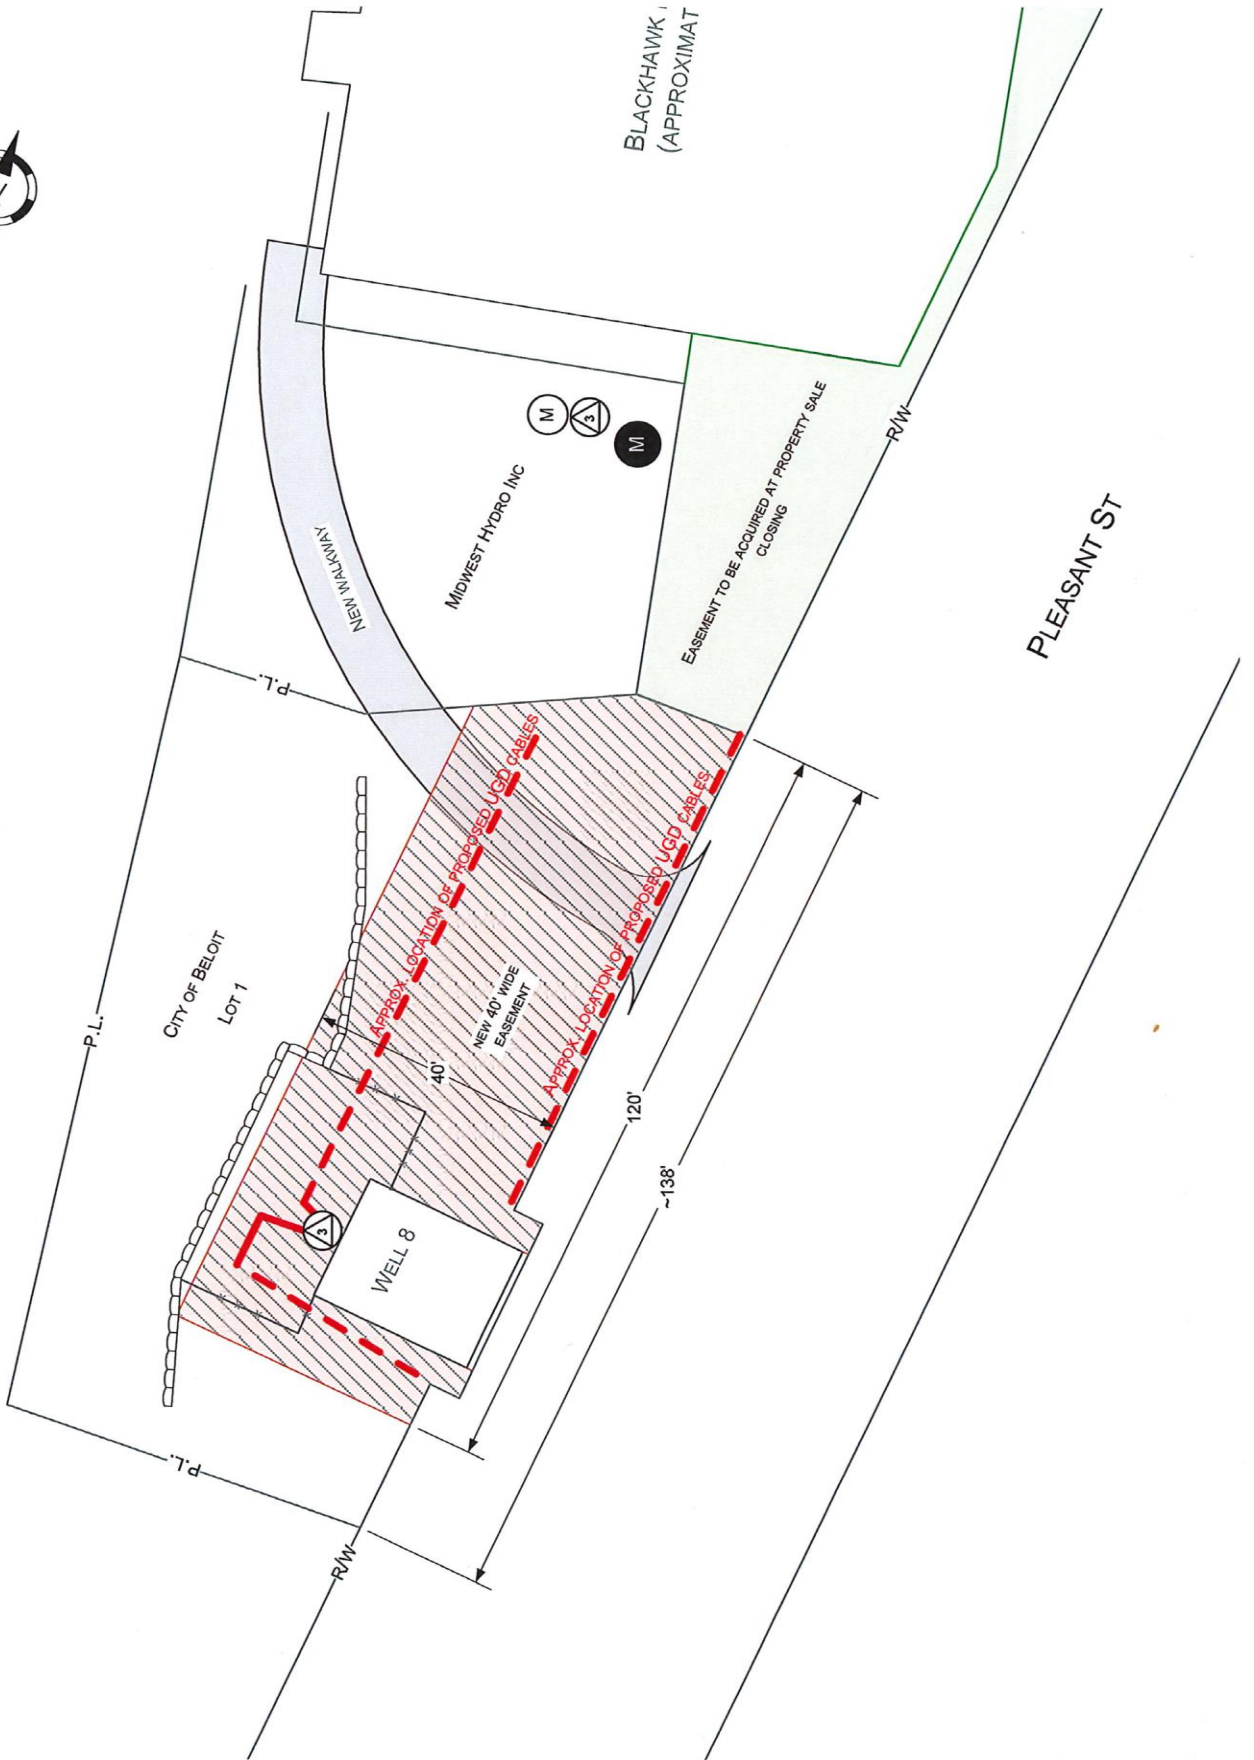 BLACKHAWK
(APPROXIMAT
M
3
M
MIDWEST HYDRO INC
NEW WALKWAY
EASEMENT TO BE ACQUIRED AT PROPERTY SALE
CLOSING
R/W
PLEASANT ST
P.L.
APPROX. LOCATION OF PROPOSED UGD CABLES
APPROX. LOCATION OF PROPOSED UGD CABLES
CITY OF BELOIT
LOT 1
P.L.
NEW 40' WIDE
EASEMENT
40'
120'
~138'
3
WELL 8
P.L.
R/W